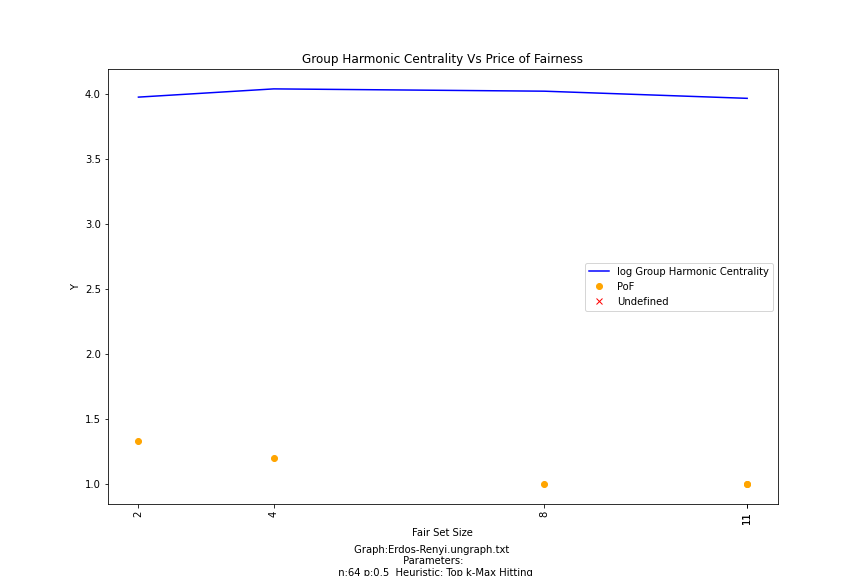 Group Harmonic Centrality Vs Price of Fairness
4.0
3.5
3.0
2.5
2.0
1.5
1.0
Y
log Group Harmonic Centrality
PoF
Undefined
2
4
8
11
Fair Set Size
Graph:Erdos-Renyi.ungraph.txt
Parameters:
n:64 p:0.5 Heuristic: Top k-Max Hitting